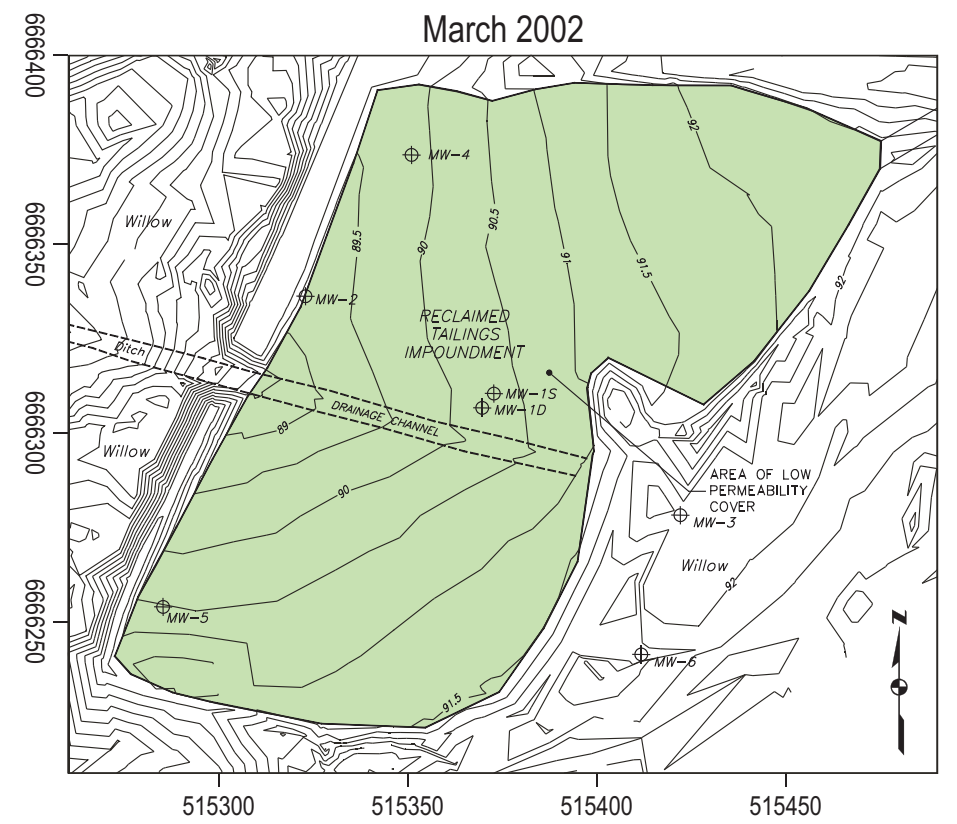 March 2002
6666400
6666350
6666300
6666250
92
MW-4
Willow
89.5
90
90.5
91
91.5
92
MW-2
RECLAIMED
TAILINGS
IMPOUNDMENT
Ditch
MW-1S
MW-1D
DRAINAGE CHANNEL
89
Willow
AREA OF LOW
PERMEABILITY
COVER
90
MW-3
Willow
92
MW-5
MW-6
91.5
N
515300
515350
515400
515450